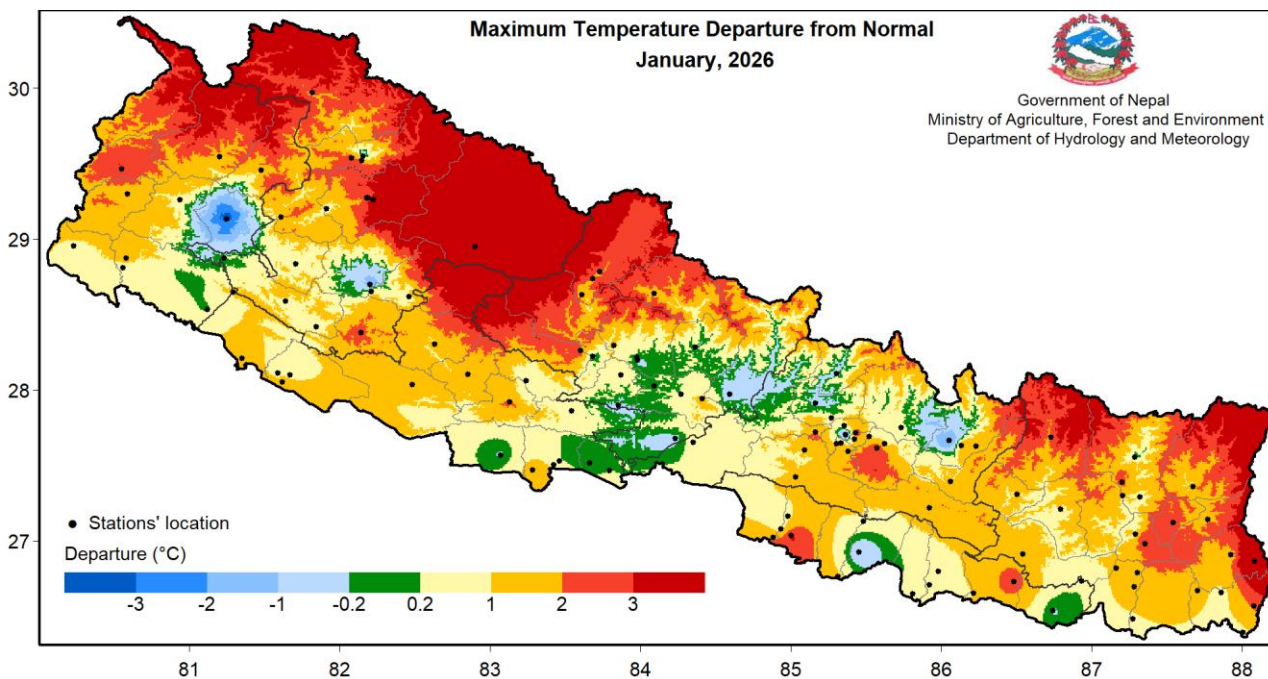 Maximum Temperature Departure from Normal
January, 2026
Government of Nepal
Ministry of Agriculture, Forest and Environment
Department of Hydrology and Meteorology
30
29
28
27
Stations' location
Departure (°C)
-3 -2 -1 -0.2 0.2 1 2 3
81 82 83 84 85 86 87 88